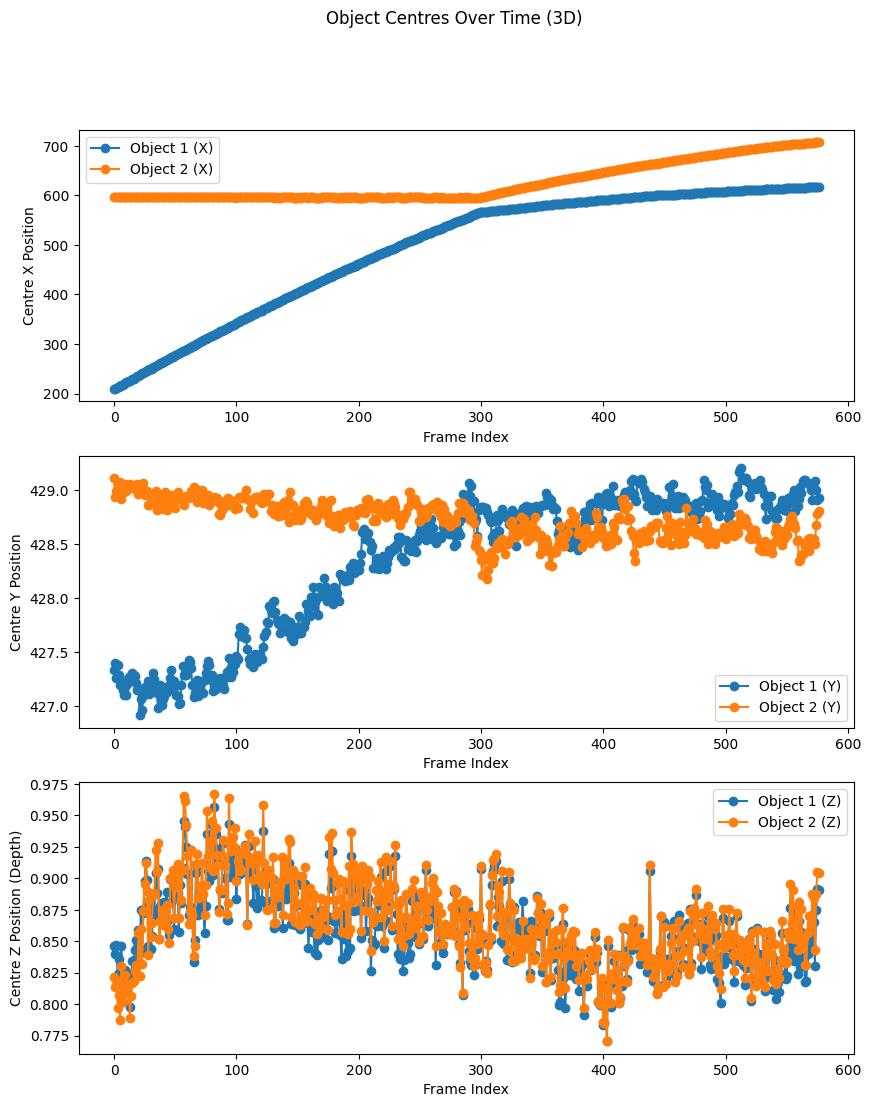 Object Centres Over Time (3D)
700
600
500
400
300
200
Centre X Position
Object 1 (X)
Object 2 (X)
0 100 200 300 400 500 600
Frame Index
429.0
428.5
428.0
427.5
427.0
Centre Y Position
Object 1 (Y)
Object 2 (Y)
0 100 200 300 400 500 600
Frame Index
0.975
0.950
0.925
0.900
0.875
0.850
0.825
0.800
0.775
Centre Z Position (Depth)
Object 1 (Z)
Object 2 (Z)
0 100 200 300 400 500 600
Frame Index